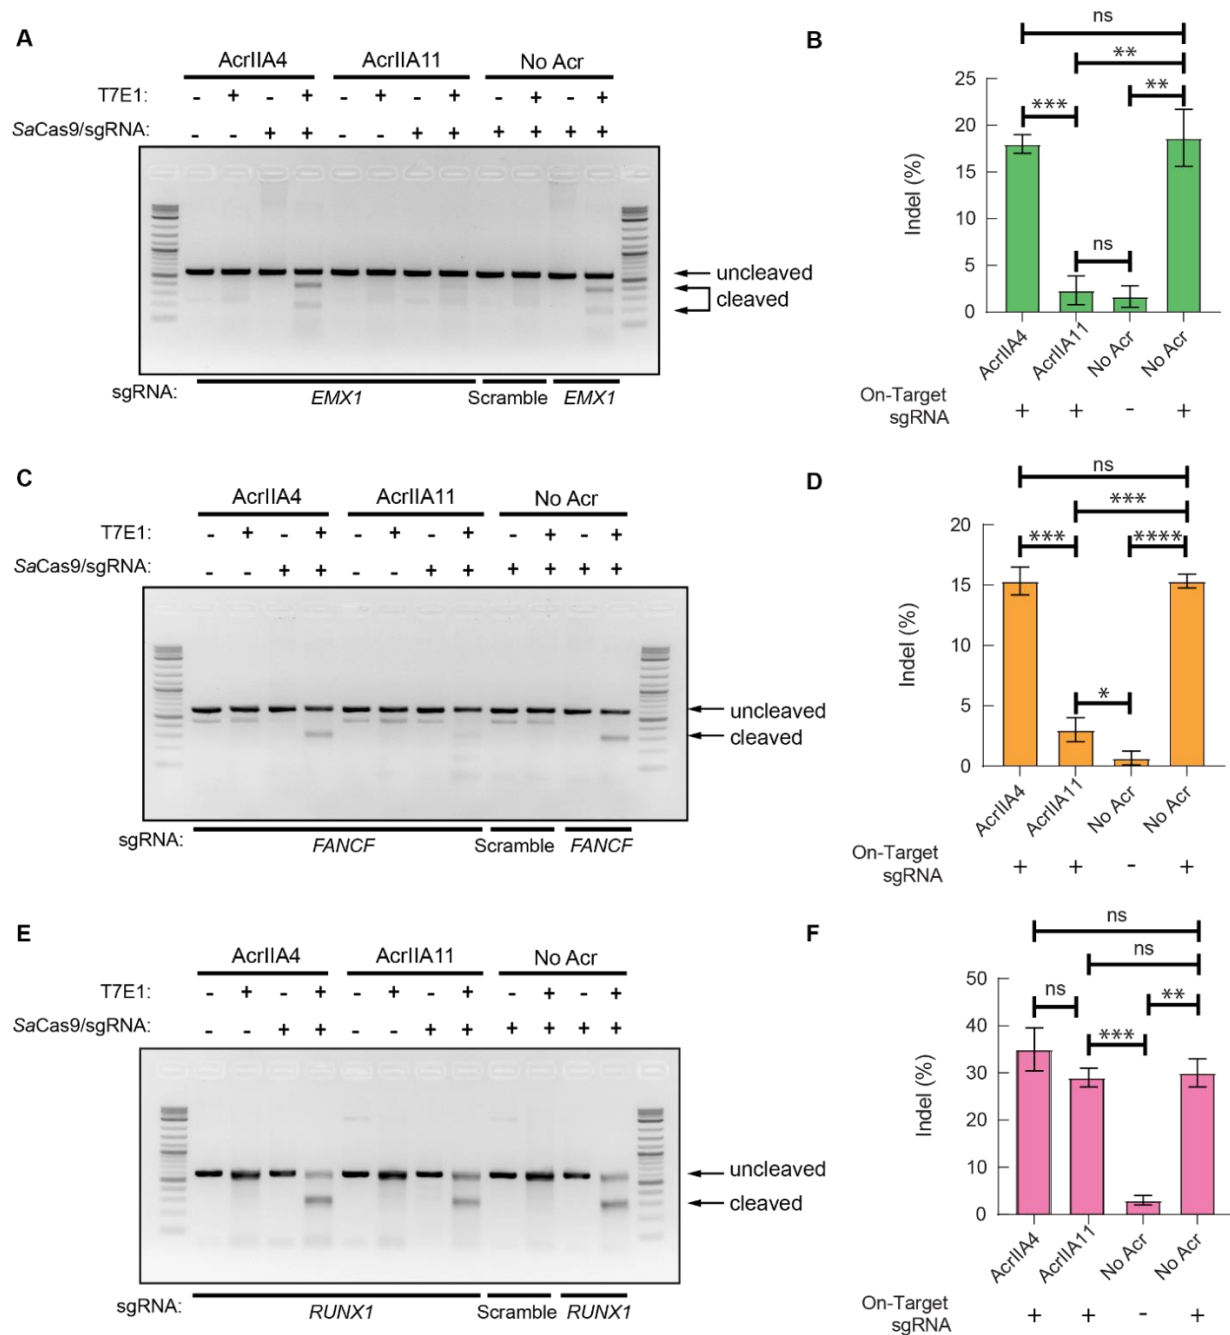 A
AcrIIA4 AcrIIA11 No Acr
T7E1: - + - + - + - + - + - +
SaCas9/sgRNA: - - + + - - + + + + + +
uncleaved
cleaved
sgRNA: EMX1 Scramble EMX1
B
ns
**
**
***
ns
Indel (%)
25
20
15
10
5
0
AcrIIA4 AcrIIA11 No Acr No Acr
On-Target
sgRNA + + - +
C
AcrIIA4 AcrIIA11 No Acr
T7E1: - + - + - + - + - + - +
SaCas9/sgRNA: - - + + - - + + + + + +
uncleaved
cleaved
sgRNA: FANCF Scramble FANCF
D
ns
***
*** ****
*
Indel (%)
20
15
10
5
0
AcrIIA4 AcrIIA11 No Acr No Acr
On-Target
sgRNA + + - +
E
AcrIIA4 AcrIIA11 No Acr
T7E1: - + - + - + - + - + - +
SaCas9/sgRNA: - - + + - - + + + + + +
uncleaved
cleaved
sgRNA: RUNX1 Scramble RUNX1
F
ns
ns
ns **
***
Indel (%)
50
40
30
20
10
0
AcrIIA4 AcrIIA11 No Acr No Acr
On-Target
sgRNA + + - +